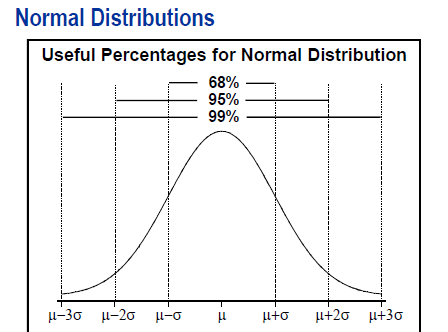 Normal Distributions
Useful Percentages for Normal Distribution
68%
95%
99%
μ−3σ μ−2σ μ−σ μ μ+σ μ+2σ μ+3σ